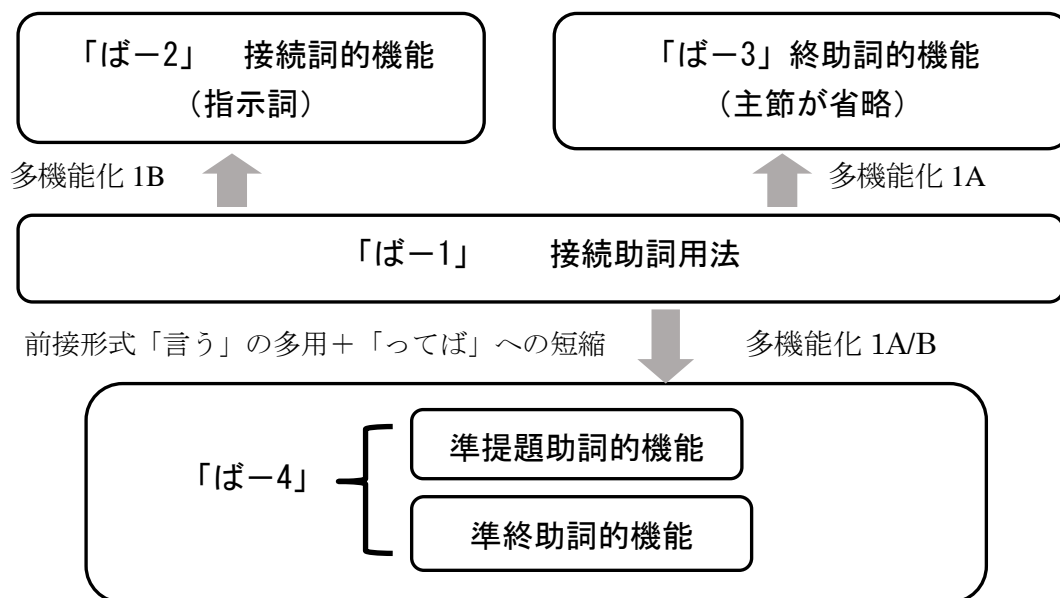 「ばー2」　接続詞的機能
（指示詞）
「ばー3」終助詞的機能
（主節が省略）
多機能化 1B
多機能化 1A
「ばー1」　　接続助詞用法
前接形式「言う」の多用＋「ってば」への短縮
多機能化 1A/B
「ばー4」
準提題助詞的機能
準終助詞的機能